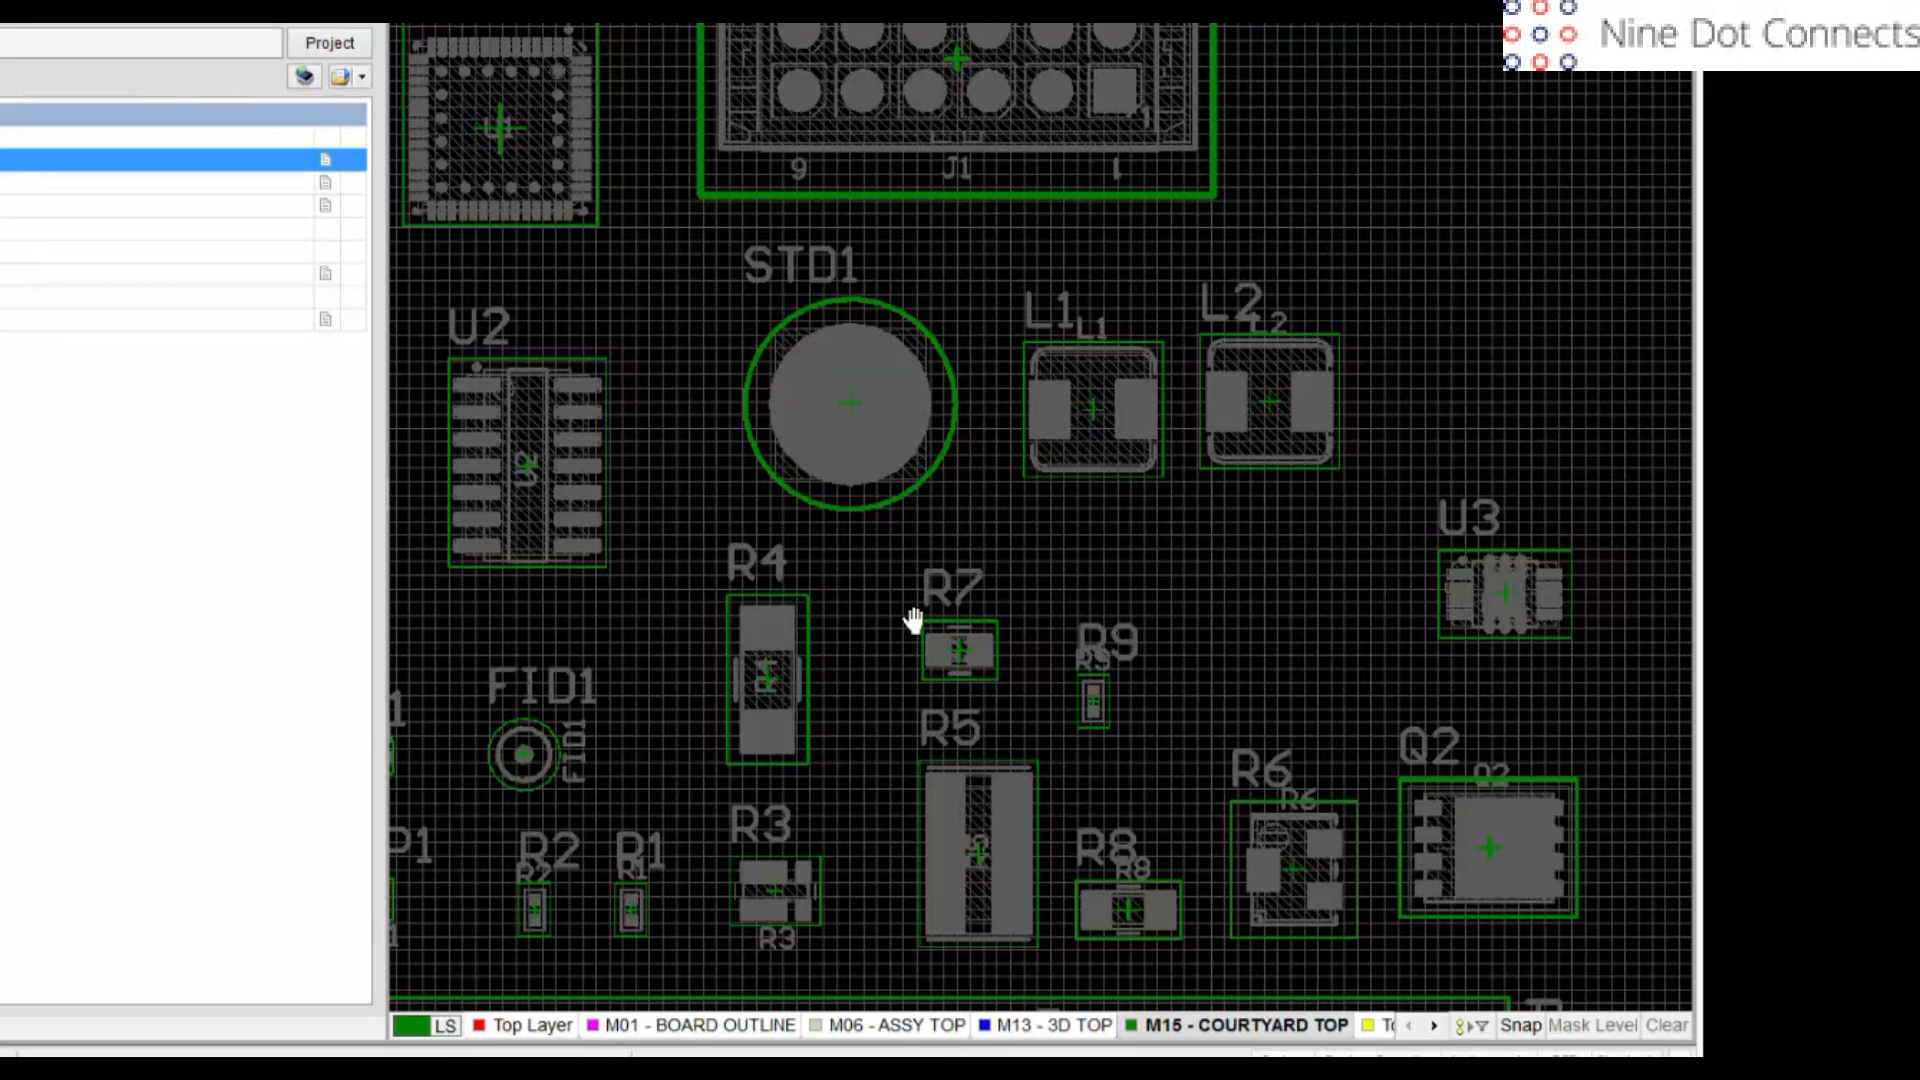 Nine Dot Connects
Project
9 J1 1
STD1
L1 L1
L2 L2
U2
U2
U3
R4
R7
R9
R9
FID1
FID1
R5
Q2
Q2
R6
R6
R3
R2
R2
R1
R1
R8
R8
P1
R3
LS Top Layer M01 - BOARD OUTLINE M06 - ASSY TOP M13 - 3D TOP M15 - COURTYARD TOP Snap Mask Level Clear